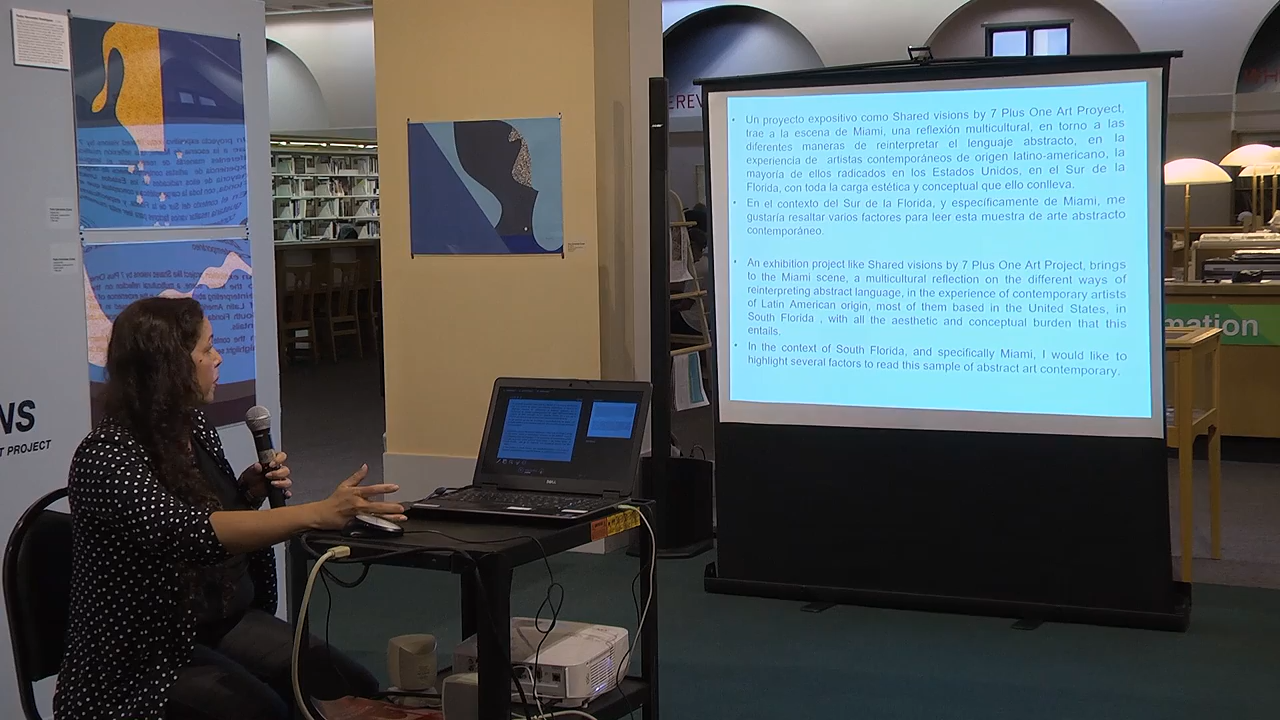 • Un proyecto expositivo como Shared visions by 7 Plus One Art Proyect,
trae a la escena de Miami, una reflexión multicultural, en torno a las
diferentes maneras de reinterpretar el lenguaje abstracto, en la
experiencia de artistas contemporáneos de origen latino-americano, la
mayoría de ellos radicados en los Estados Unidos, en el Sur de la
Florida, con toda la carga estética y conceptual que ello conlleva.
• En el contexto del Sur de la Florida, y específicamente de Miami, me
gustaría resaltar varios factores para leer esta muestra de arte abstracto
contemporáneo.
• An exhibition project like Shared visions by 7 Plus One Art Project, brings
to the Miami scene, a multicultural reflection on the different ways of
reinterpreting abstract language, in the experience of contemporary artists
of Latin American origin, most of them based in the United States, in
South Florida , with all the aesthetic and conceptual burden that this
entails.
• In the context of South Florida, and specifically Miami, I would like to
highlight several factors to read this sample of abstract art contemporary.
EREV
mation
NS
T PROJECT
DELL